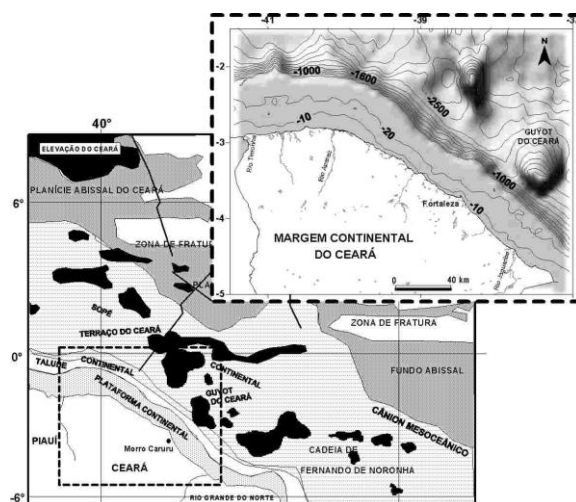 -41
-39
-2
-3
-4
-5
-1000
-1600
-2500
-10
-20
-1000
-10
N
GUYOT
DO CEARÁ
Fortaleza
MARGEM CONTINENTAL
DO CEARÁ
0
40 km
40°
6°
0°
-6°
ELEVAÇÃO DO CEARÁ
PLANÍCIE ABISSAL DO CEARÁ
ZONA DE FRATURA
SOPÉ
TERRAÇO DO CEARÁ
ZONA DE FRATURA
FUNDO ABISSAL
TALUDE
CONTINENTAL
CONTINENTAL
GUYOT
DO CEARÁ
PLATAFORMA CONTINENTAL
CÂNION MESOCEÂNICO
PIAUÍ
Morro Caruru
CEARÁ
CADEIA DE
FERNANDO DE NORONHA
RIO GRANDE DO NORTE